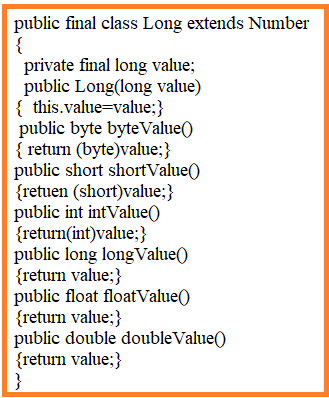 public final class Long extends Number
{
private final long value;
public Long(long value)
{ this.value=value;}
public byte byteValue()
{ return (byte)value;}
public short shortValue()
{retuen (short)value;}
public int intValue()
{return(int)value;}
public long longValue()
{return value;}
public float floatValue()
{return value;}
public double doubleValue()
{return value;}
}